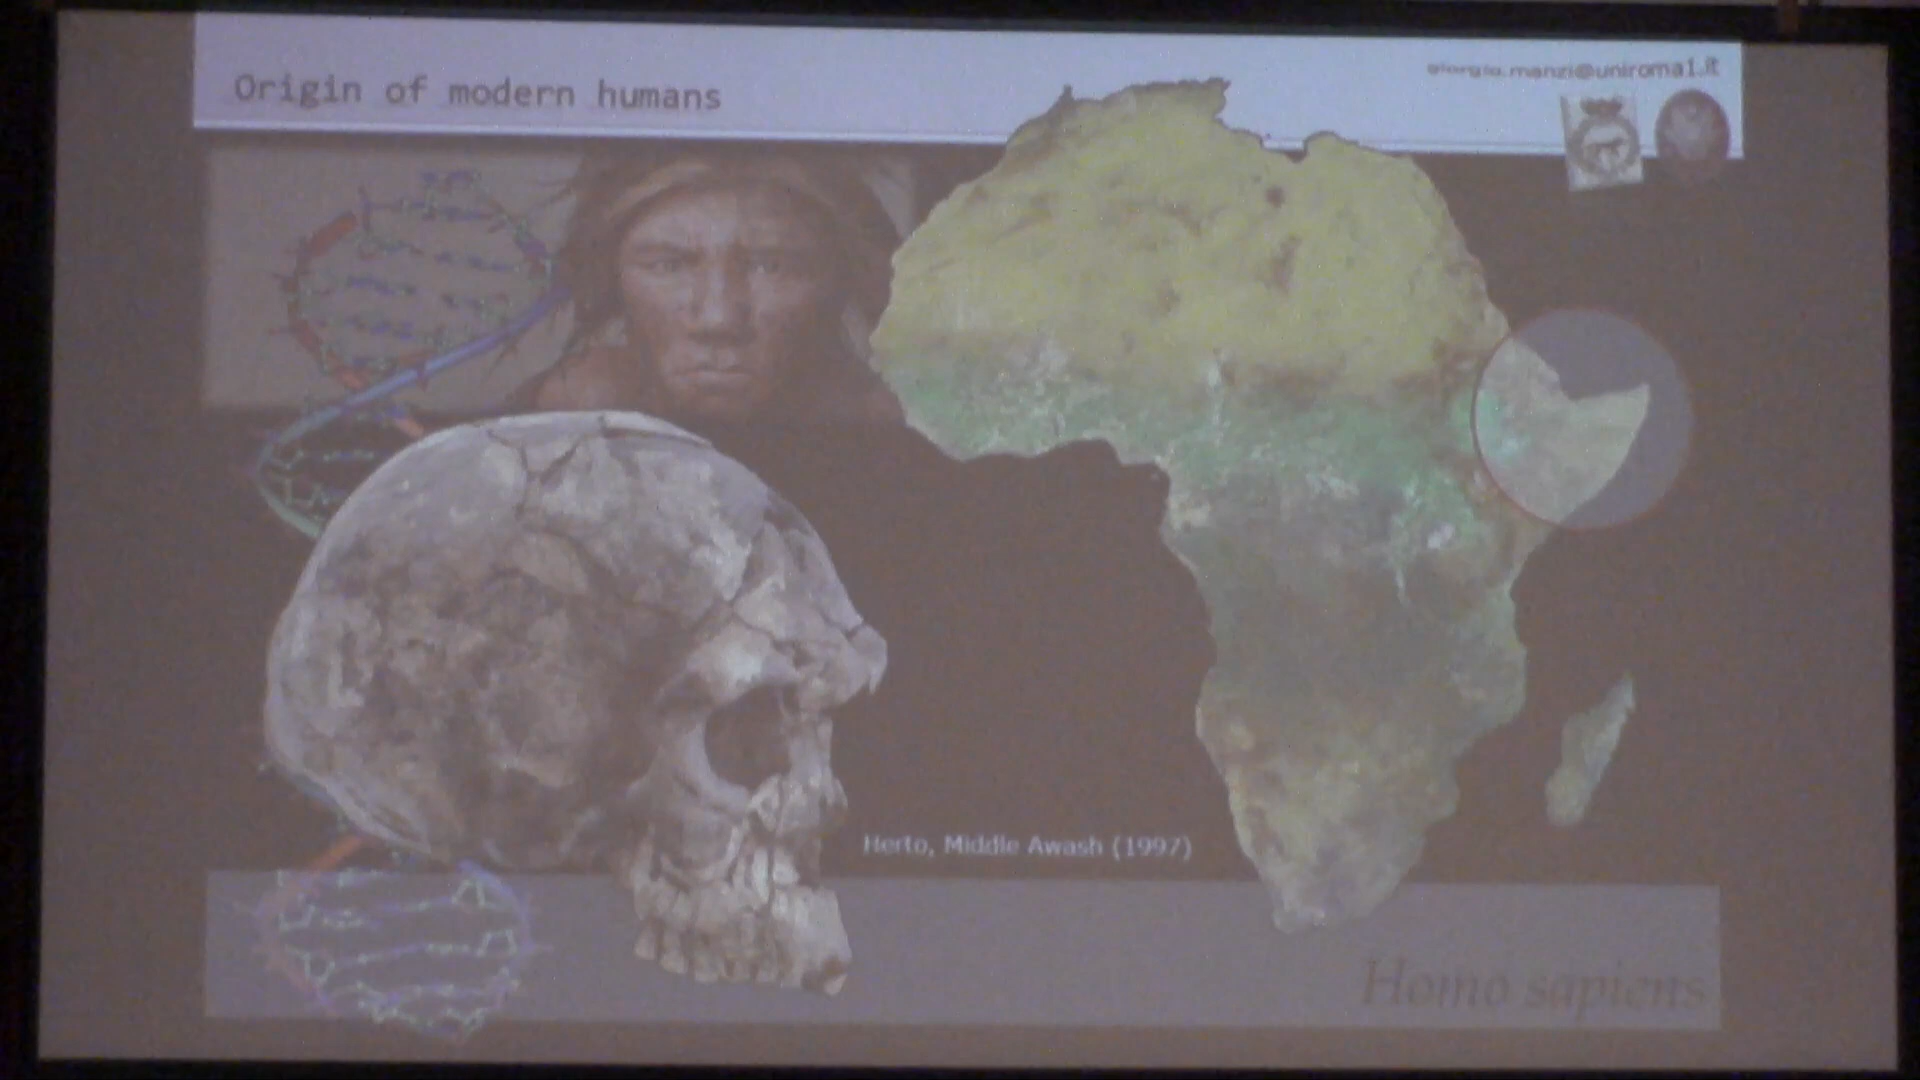 Origin of modern humans
giorgio.manzi@uniroma1.it
Herto, Middle Awash (1997)
Homo sapiens